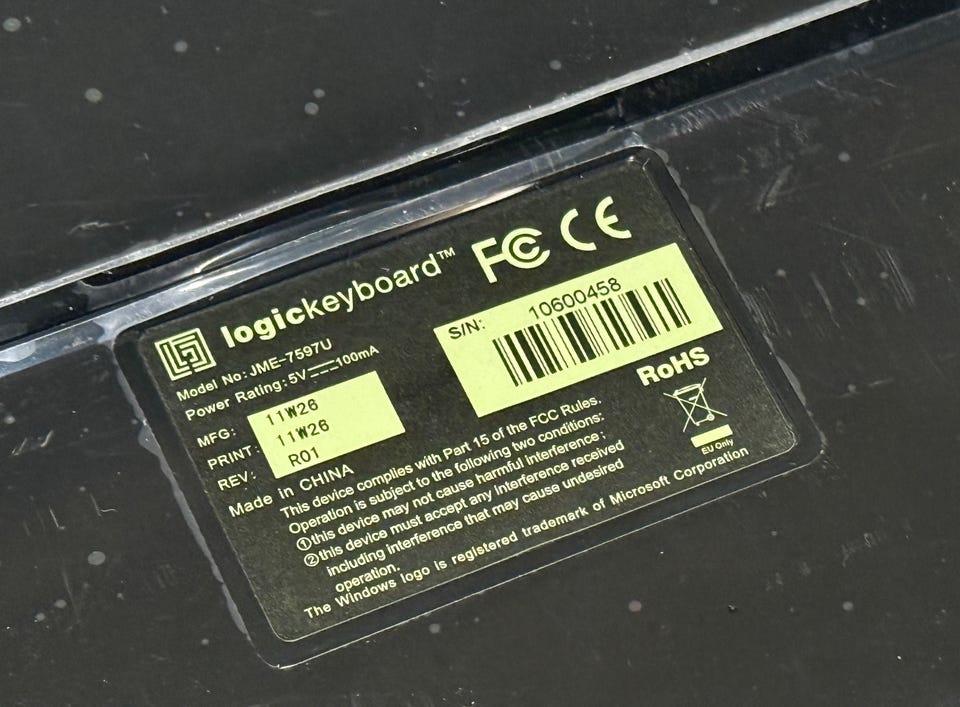 logickeyboard™
FC CE
Model No: JME-7597U
Power Rating: 5V⎓100mA
S/N: 10600458
MFG: 11W26
PRINT: 11W26
REV: R01
RoHS
EU Only
Made in CHINA
This device complies with Part 15 of the FCC Rules.
Operation is subject to the following two conditions:
①this device may not cause harmful interference;
②this device must accept any interference received
including interference that may cause undesired
operation.
The Windows logo is registered trademark of Microsoft Corporation